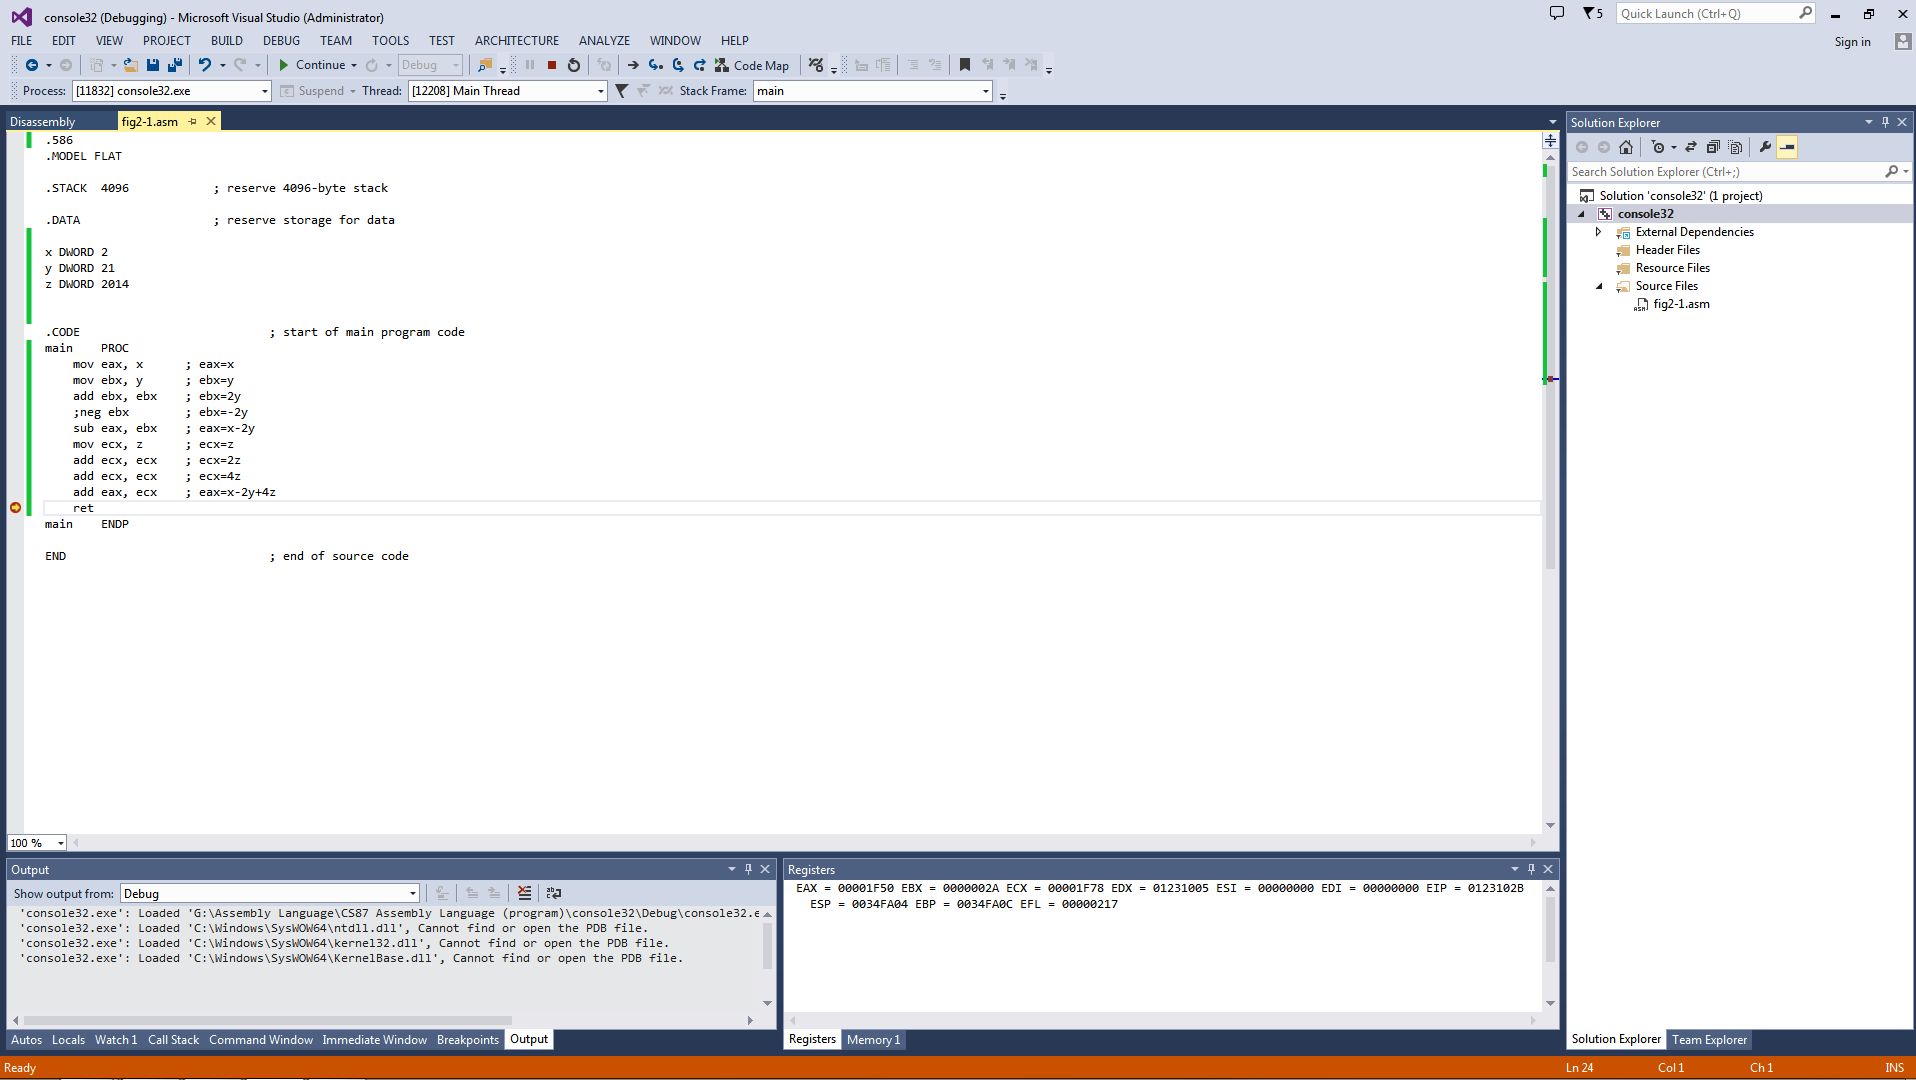 console32 (Debugging) - Microsoft Visual Studio (Administrator)
5
Quick Launch (Ctrl+Q)
FILE EDIT VIEW PROJECT BUILD DEBUG TEAM TOOLS TEST ARCHITECTURE ANALYZE WINDOW HELP
Sign in
Continue Debug Code Map
Process: [11832] console32.exe Suspend Thread: [12208] Main Thread Stack Frame: main
Disassembly fig2-1.asm
.586
.MODEL FLAT
.STACK  4096                  ; reserve 4096-byte stack
.DATA                   ; reserve storage for data
x DWORD 2
y DWORD 21
z DWORD 2014
.CODE                           ; start of main program code
main    PROC
    mov eax, x      ; eax=x
    mov ebx, y      ; ebx=y
    add ebx, ebx    ; ebx=2y
    ;neg ebx        ; ebx=-2y
    sub eax, ebx    ; eax=x-2y
    mov ecx, z      ; ecx=z
    add ecx, ecx    ; ecx=2z
    add ecx, ecx    ; ecx=4z
    add eax, ecx    ; eax=x-2y+4z
    ret
main    ENDP
END                             ; end of source code
100 %
Solution Explorer
Search Solution Explorer (Ctrl+;)
Solution 'console32' (1 project)
console32
External Dependencies
Header Files
Resource Files
Source Files
fig2-1.asm
Solution Explorer Team Explorer
Output
Show output from: Debug
'console32.exe': Loaded 'G:\Assembly Language\CS87 Assembly Language (program)\console32\Debug\console32.e
'console32.exe': Loaded 'C:\Windows\SysWOW64\ntdll.dll', Cannot find or open the PDB file.
'console32.exe': Loaded 'C:\Windows\SysWOW64\kernel32.dll', Cannot find or open the PDB file.
'console32.exe': Loaded 'C:\Windows\SysWOW64\KernelBase.dll', Cannot find or open the PDB file.
Autos Locals Watch 1 Call Stack Command Window Immediate Window Breakpoints Output
Registers
EAX = 00001F50 EBX = 0000002A ECX = 00001F78 EDX = 01231005 ESI = 00000000 EDI = 00000000 EIP = 0123102B
ESP = 0034FA04 EBP = 0034FA0C EFL = 00000217
Registers Memory 1
Ready Ln 24 Col 1 Ch 1 INS